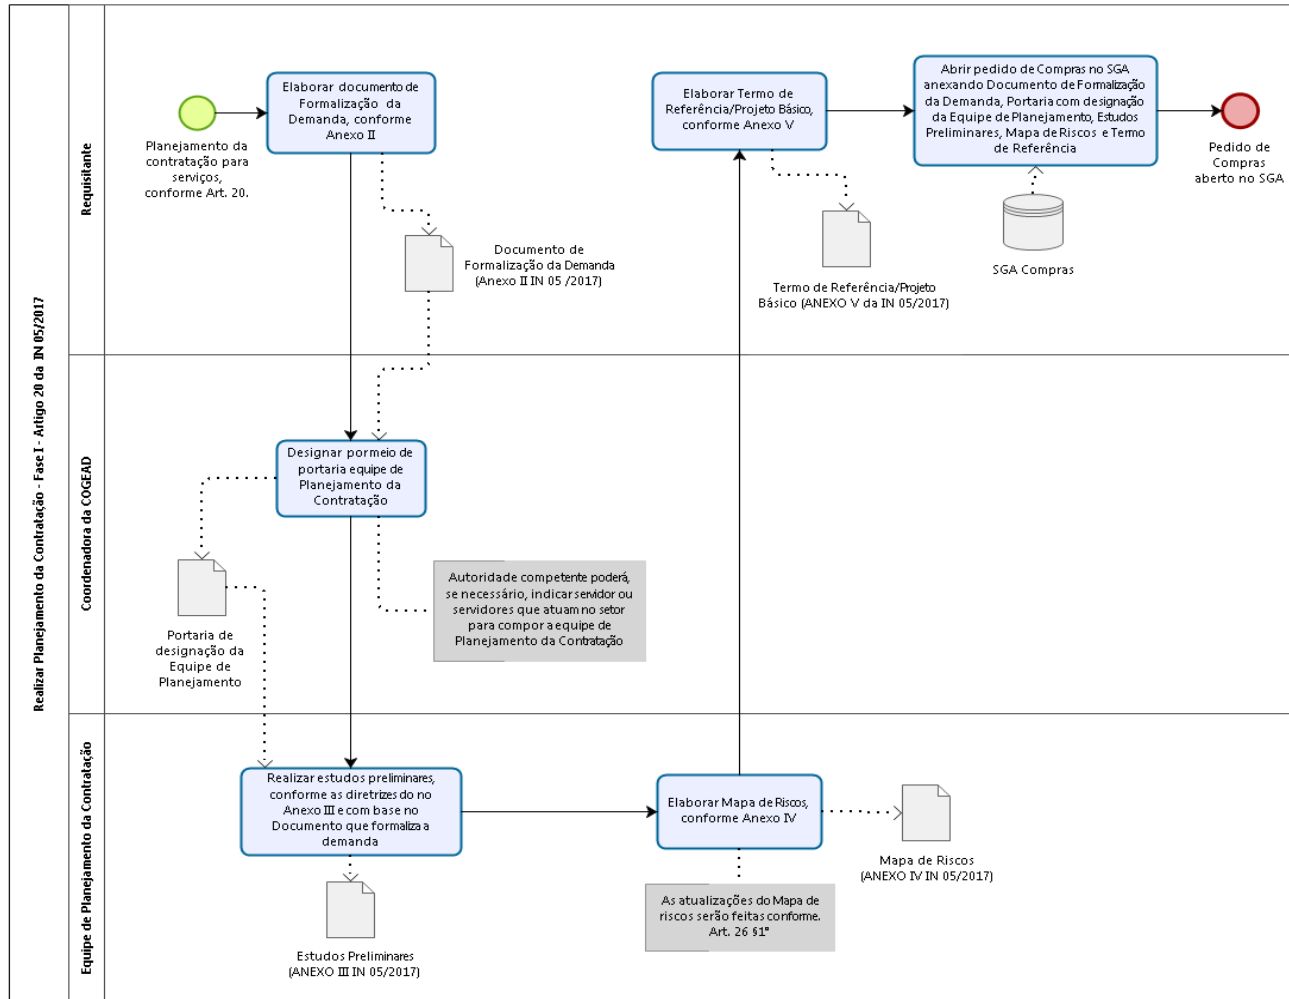 Realizar Planejamento da Contratação - Fase I - Artigo 20 da IN 05/2017
Requisitante
Planejamento da
contratação para
serviços,
conforme Art. 20.
Elaborar documento de
Formalização da
Demanda, conforme
Anexo II
Documento de
Formalização da Demanda
(Anexo II IN 05 /2017)
Elaborar Termo de
Referência/Projeto Básico,
conforme Anexo V
Termo de Referência/Projeto
Básico (ANEXO V da IN 05/2017)
Abrir pedido de Compras no SGA
anexando Documento de Formalização
da Demanda, Portaria com designação
da Equipe de Planejamento, Estudos
Preliminares, Mapa de Riscos e Termo
de Referência
SGA Compras
Pedido de
Compras
aberto no SGA
Coordenadora da COGEAD
Designar por meio de
portaria equipe de
Planejamento da
Contratação
Portaria de
designação da
Equipe de
Planejamento
Autoridade competente poderá,
se necessário, indicar servidor ou
servidores que atuam no setor
para compor a equipe de
Planejamento da Contratação
Equipe de Planejamento da Contratação
Realizar estudos preliminares,
conforme as diretrizes do no
Anexo III e com base no
Documento que formaliza a
demanda
Estudos Preliminares
(ANEXO III IN 05/2017)
Elaborar Mapa de Riscos,
conforme Anexo IV
As atualizações do Mapa de
riscos serão feitas conforme.
Art. 26 §1º
Mapa de Riscos
(ANEXO IV IN 05/2017)